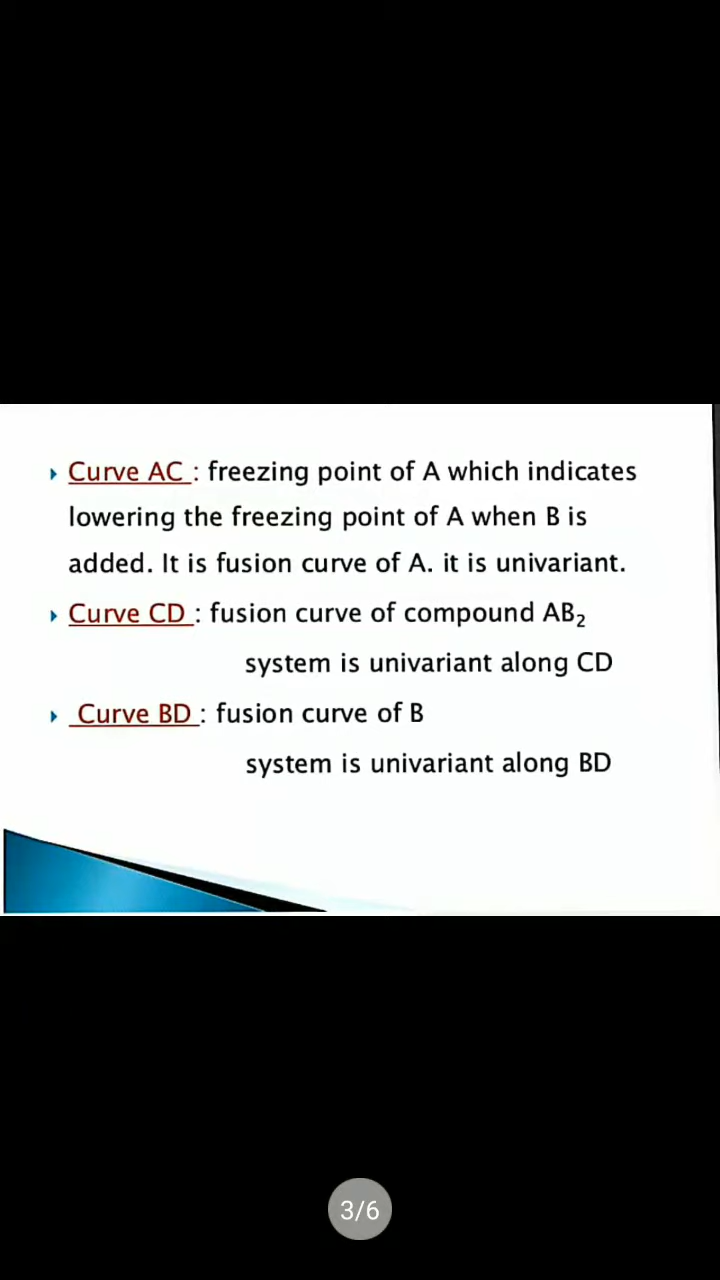 Curve AC : freezing point of A which indicates
lowering the freezing point of A when B is
added. It is fusion curve of A. it is univariant.
Curve CD : fusion curve of compound AB₂
system is univariant along CD
Curve BD : fusion curve of B
system is univariant along BD
3/6